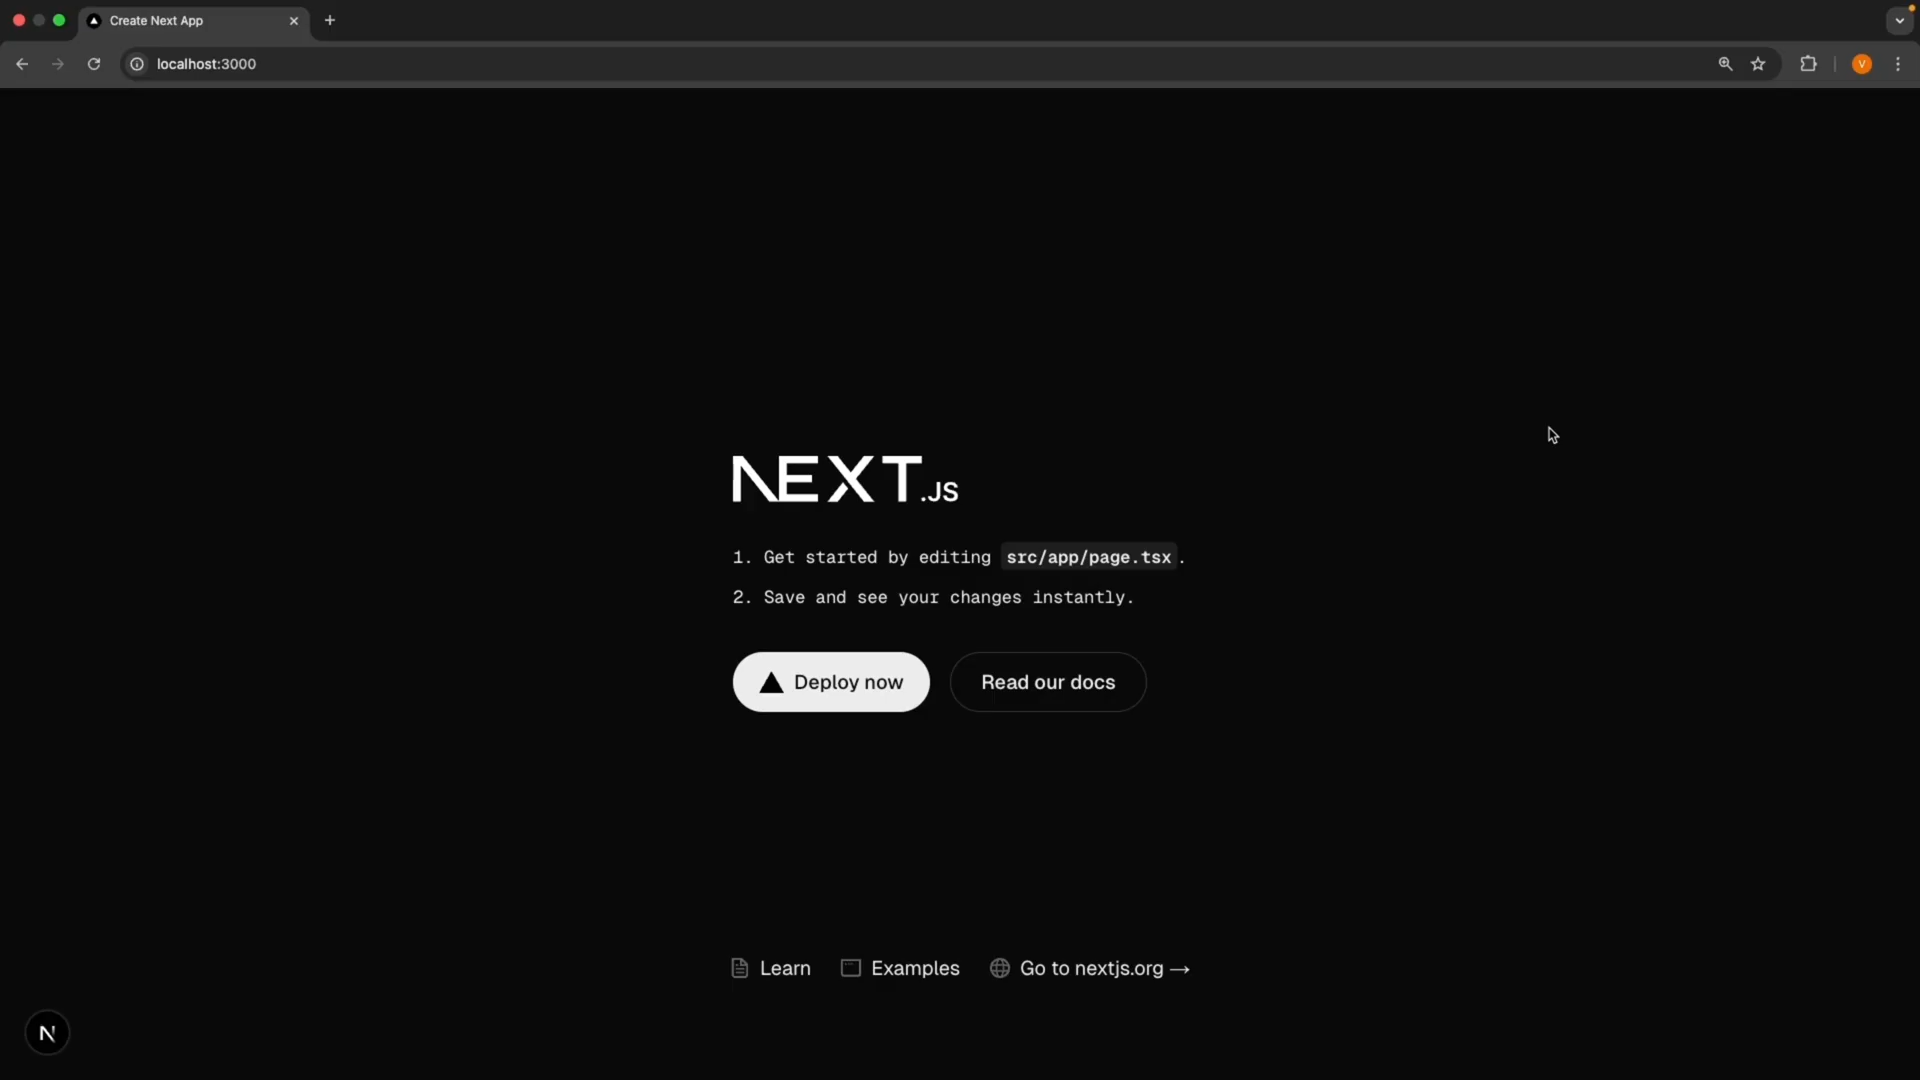 Create Next App
localhost:3000
V
NEXT.JS
1. Get started by editing src/app/page.tsx.
2. Save and see your changes instantly.
Deploy now
Read our docs
Learn
Examples
Go to nextjs.org →
N